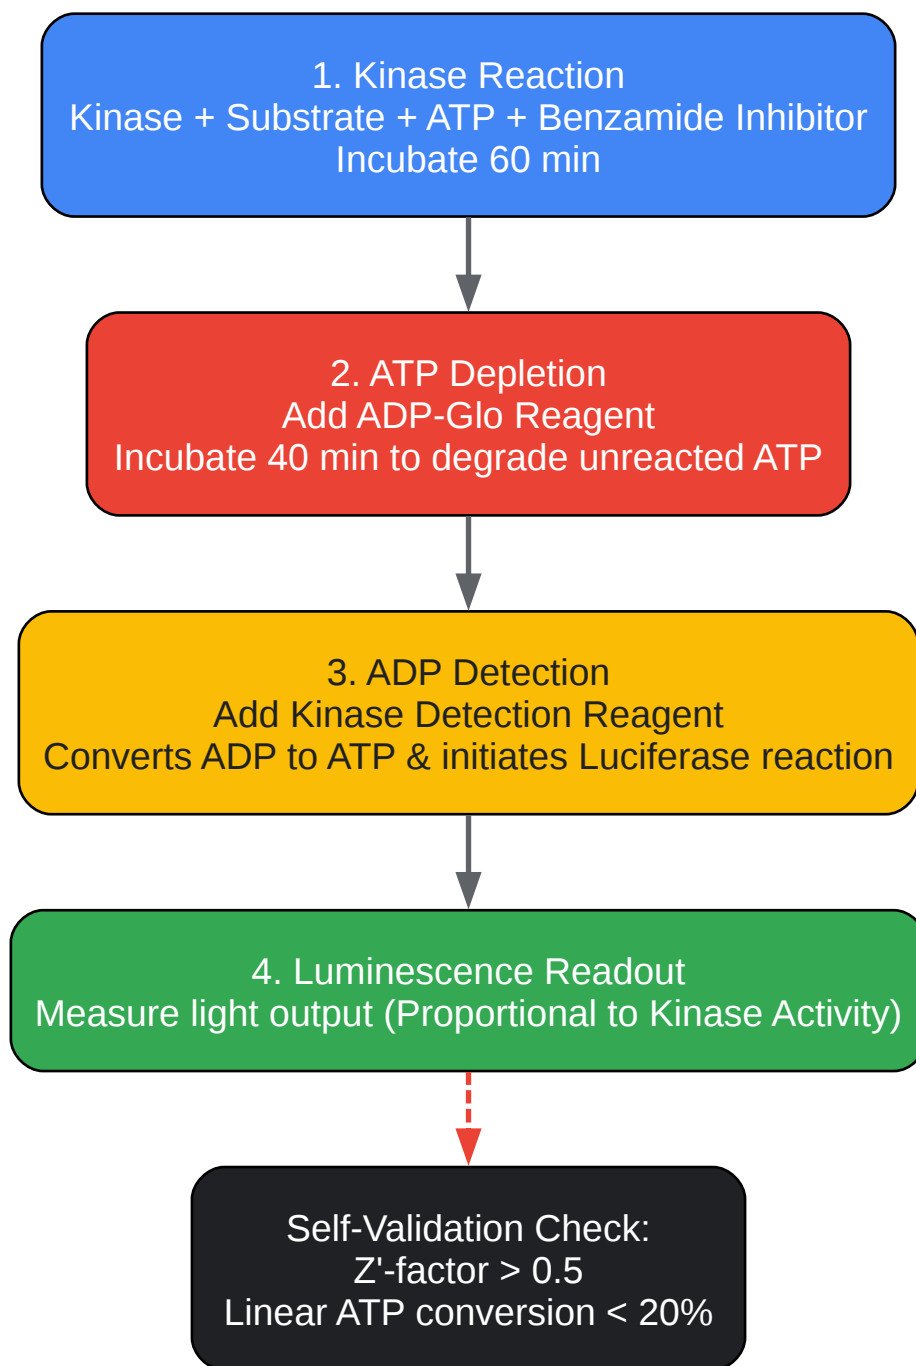 1. Kinase Reaction
Kinase + Substrate + ATP + Benzamide Inhibitor
Incubate 60 min
2. ATP Depletion
Add ADP-Glo Reagent
Incubate 40 min to degrade unreacted ATP
3. ADP Detection
Add Kinase Detection Reagent
Converts ADP to ATP & initiates Luciferase reaction
4. Luminescence Readout
Measure light output (Proportional to Kinase Activity)
Self-Validation Check:
Z'-factor > 0.5
Linear ATP conversion < 20%